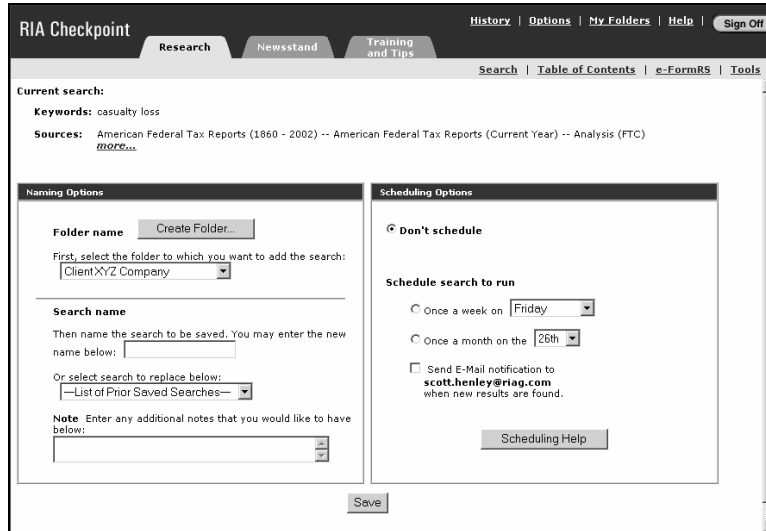 RIA Checkpoint
History | Options | My Folders | Help | Sign Off
Research
Newsstand
Training
and Tips
Search | Table of Contents | e-FormRS | Tools
Current search:
Keywords: casualty loss
Sources: American Federal Tax Reports (1860 - 2002) -- American Federal Tax Reports (Current Year) -- Analysis (FTC)
more...
Naming Options
Folder name Create Folder...
First, select the folder to which you want to add the search:
Client XYZ Company
Search name
Then name the search to be saved. You may enter the new
name below:
Or select search to replace below:
—List of Prior Saved Searches—
Note Enter any additional notes that you would like to have
below:
Scheduling Options
Don't schedule
Schedule search to run
Once a week on Friday
Once a month on the 26th
Send E-Mail notification to
scott.henley@riag.com
when new results are found.
Scheduling Help
Save